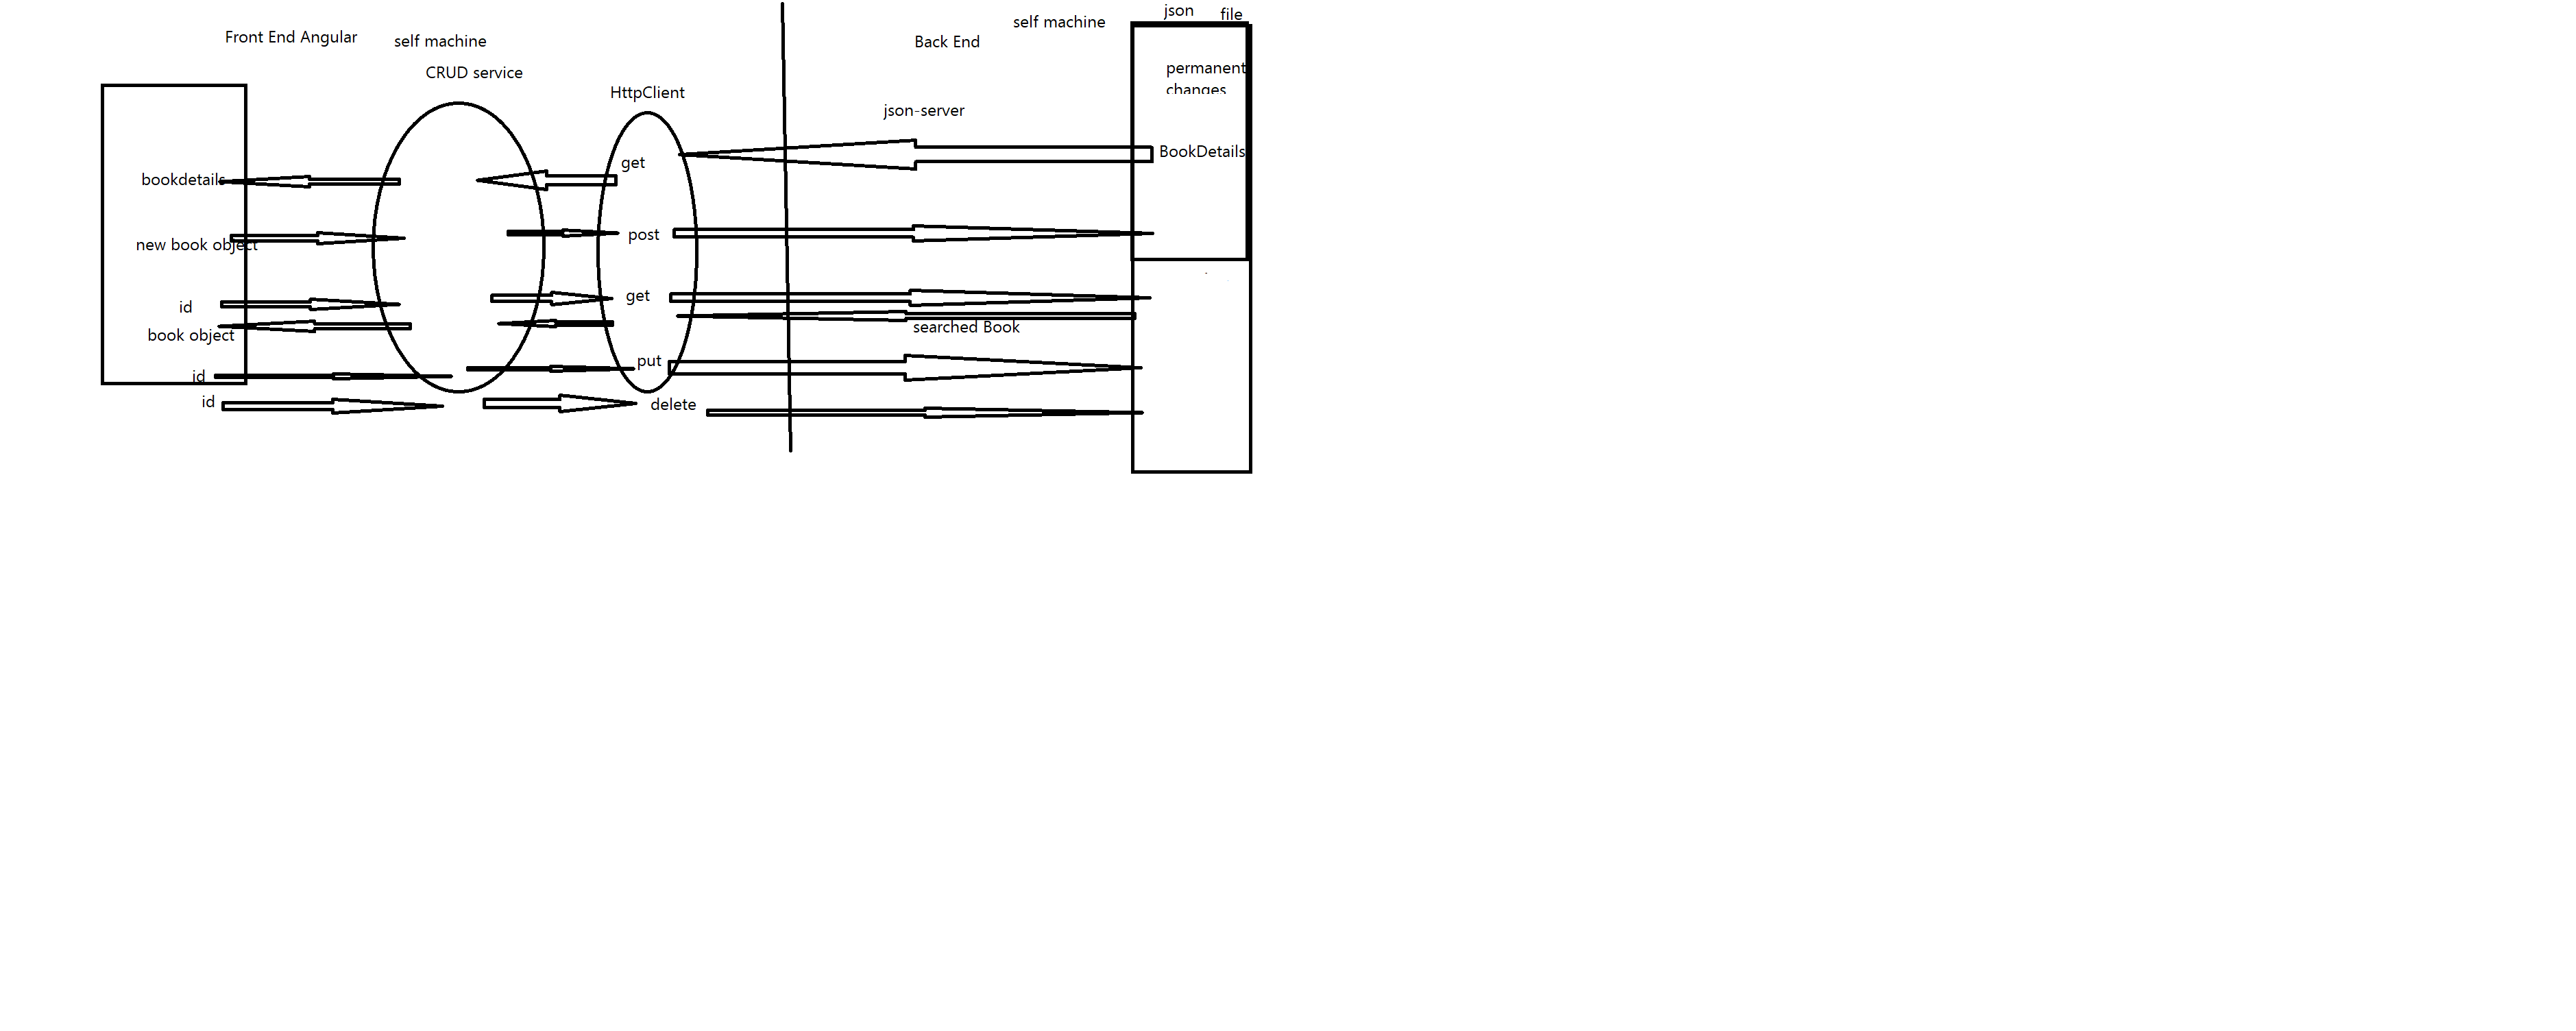 Front End Angular
self machine
CRUD service
HttpClient
Back End
self machine
json-server
json file
permanent
changes
BookDetails
bookdetails
get
new book object
post
id
get
book object
searched Book
id
put
id
delete